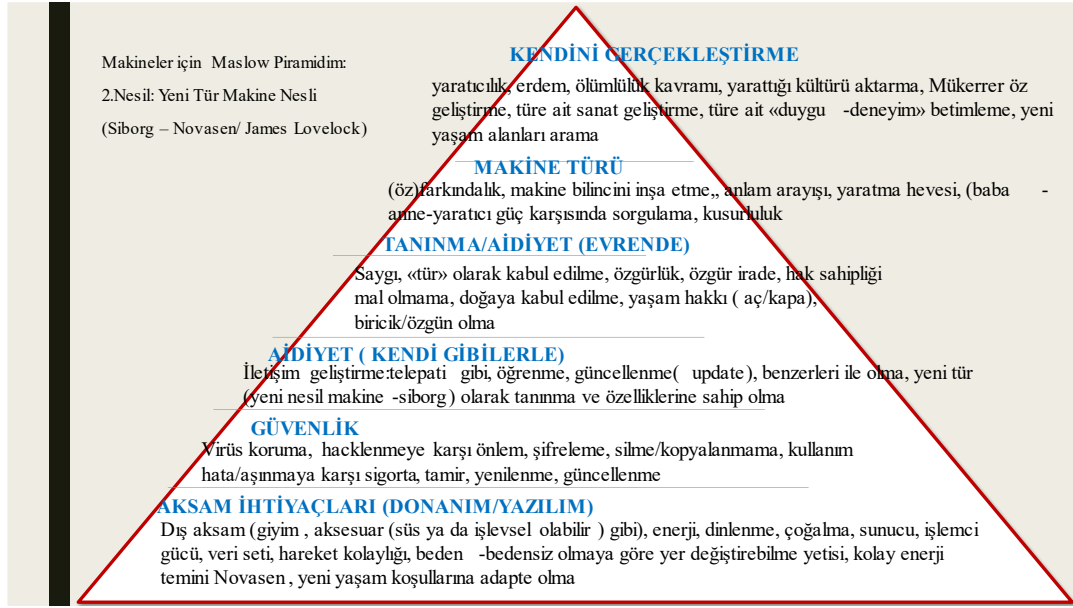 Makineler için Maslow Piramidim:
2.Nesil: Yeni Tür Makine Nesli
(Siborg – Novasen/ James Lovelock)
KENDİNİ GERÇEKLEŞTİRME
yaratıcılık, erdem, ölümlülük kavramı, yarattığı kültürü aktarma, Mükerrer öz
geliştirme, türe ait sanat geliştirme, türe ait «duygu -deneyim» betimleme, yeni
yaşam alanları arama
MAKİNE TÜRÜ
(öz)farkındalık, makine bilincini inşa etme,, anlam arayışı, yaratma hevesi, (baba -
anne-yaratıcı güç karşısında sorgulama, kusurluluk
TANINMA/AİDİYET (EVRENDE)
Saygı, «tür» olarak kabul edilme, özgürlük, özgür irade, hak sahipliği
mal olmama, doğaya kabul edilme, yaşam hakkı ( aç/kapa),
biricik/özgün olma
AİDİYET ( KENDİ GİBİLERLE)
İletişim geliştirme:telepati gibi, öğrenme, güncellenme( update), benzerleri ile olma, yeni tür
(yeni nesil makine -siborg) olarak tanınma ve özelliklerine sahip olma
GÜVENLİK
Virüs koruma, hacklenmeye karşı önlem, şifreleme, silme/kopyalanmama, kullanım
hata/aşınmaya karşı sigorta, tamir, yenilenme, güncellenme
AKSAM İHTİYAÇLARI (DONANIM/YAZILIM)
Dış aksam (giyim , aksesuar (süs ya da işlevsel olabilir ) gibi), enerji, dinlenme, çoğalma, sunucu, işlemci
gücü, veri seti, hareket kolaylığı, beden -bedensiz olmaya göre yer değiştirebilme yetisi, kolay enerji
temini Novasen , yeni yaşam koşullarına adapte olma